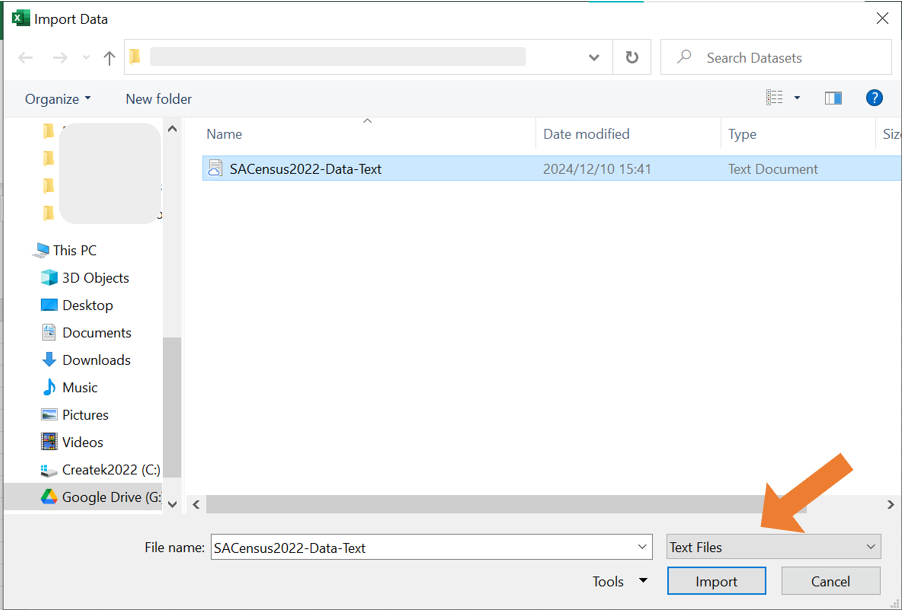 Import Data
Search Datasets
Organize New folder
Name Date modified Type Siz
SACensus2022-Data-Text 2024/12/10 15:41 Text Document
This PC
3D Objects
Desktop
Documents
Downloads
Music
Pictures
Videos
Createk2022 (C:)
Google Drive (G:
File name: SACensus2022-Data-Text Text Files
Tools Import Cancel